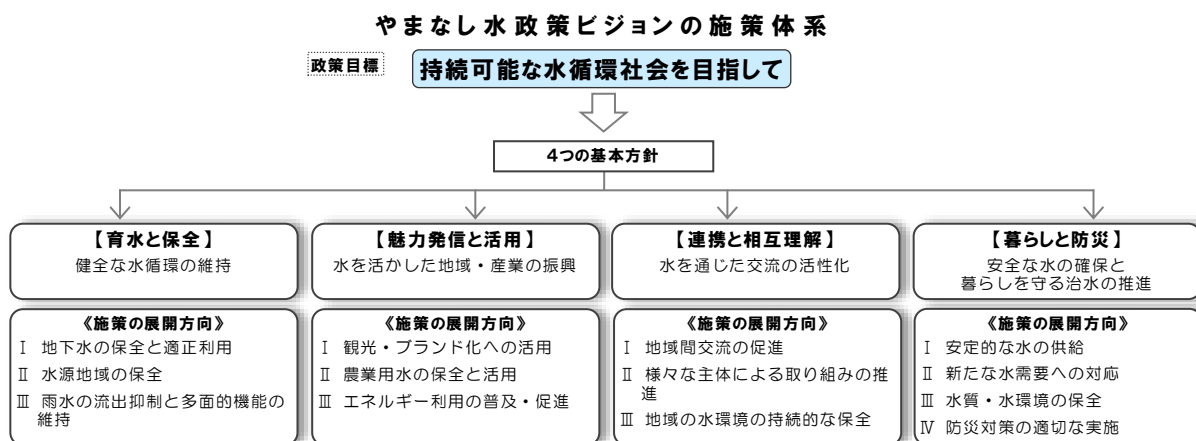 やまなし水政策ビジョンの施策体系
政策目標
持続可能な水循環社会を目指して
4つの基本方針
【育水と保全】
健全な水循環の維持
《施策の展開方向》
Ⅰ 地下水の保全と適正利用
Ⅱ 水源地域の保全
Ⅲ 雨水の流出抑制と多面的機能の
維持
【魅力発信と活用】
水を活かした地域・産業の振興
《施策の展開方向》
Ⅰ 観光・ブランド化への活用
Ⅱ 農業用水の保全と活用
Ⅲ エネルギー利用の普及・促進
【連携と相互理解】
水を通じた交流の活性化
《施策の展開方向》
Ⅰ 地域間交流の促進
Ⅱ 様々な主体による取り組みの推
進
Ⅲ 地域の水環境の持続的な保全
【暮らしと防災】
安全な水の確保と
暮らしを守る治水の推進
《施策の展開方向》
Ⅰ 安定的な水の供給
Ⅱ 新たな水需要への対応
Ⅲ 水質・水環境の保全
Ⅳ 防災対策の適切な実施